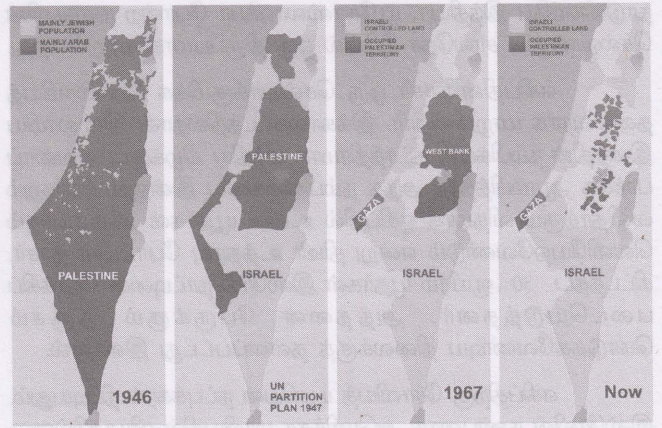 MAINLY JEWISH
POPULATION
MAINLY ARAB
POPULATION
PALESTINE
1946
PALESTINE
ISRAEL
UN
PARTITION
PLAN 1947
ISRAELI
CONTROLLED LAND
OCCUPIED
PALESTINIAN
TERRITORY
WEST BANK
GAZA
ISRAEL
1967
ISRAELI
CONTROLLED LAND
OCCUPIED
PALESTINIAN
TERRITORY
GAZA
ISRAEL
Now